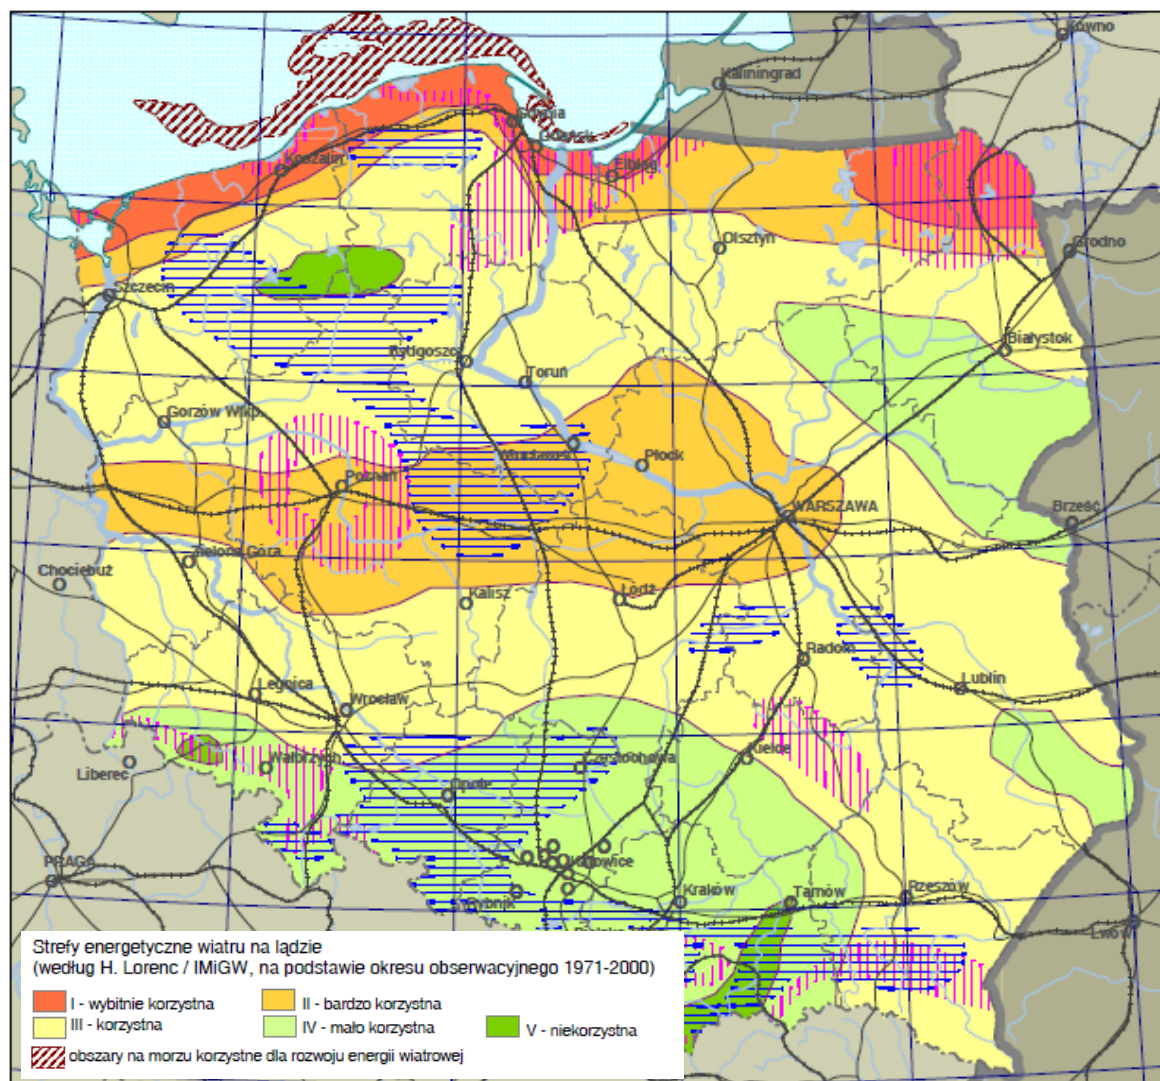 Kowno
Kaliningrad
Gdynia
Gdańsk
Koszalin
Elbląg
Olsztyn
Grodno
Szczecin
Białystok
Bydgoszc
Toruń
Gorzów Wlkp.
Płock
Poznań
WARSZAWA
Brześć
Zielona Góra
Chociebuż
Kalisz
Łódź
Radom
Lublin
Legnica
Wrocław
Kielce
Liberec
Wałbrzych
Częstochowa
Opole
PRAGA
Katowice
Kraków
Tarnów
Rzeszów
Rybnik
Lwów
Strefy energetyczne wiatru na lądzie
(według H. Lorenc / IMiGW, na podstawie okresu obserwacyjnego 1971-2000)
I - wybitnie korzystna
II - bardzo korzystna
III - korzystna
IV - mało korzystna
V - niekorzystna
obszary na morzu korzystne dla rozwoju energii wiatrowej